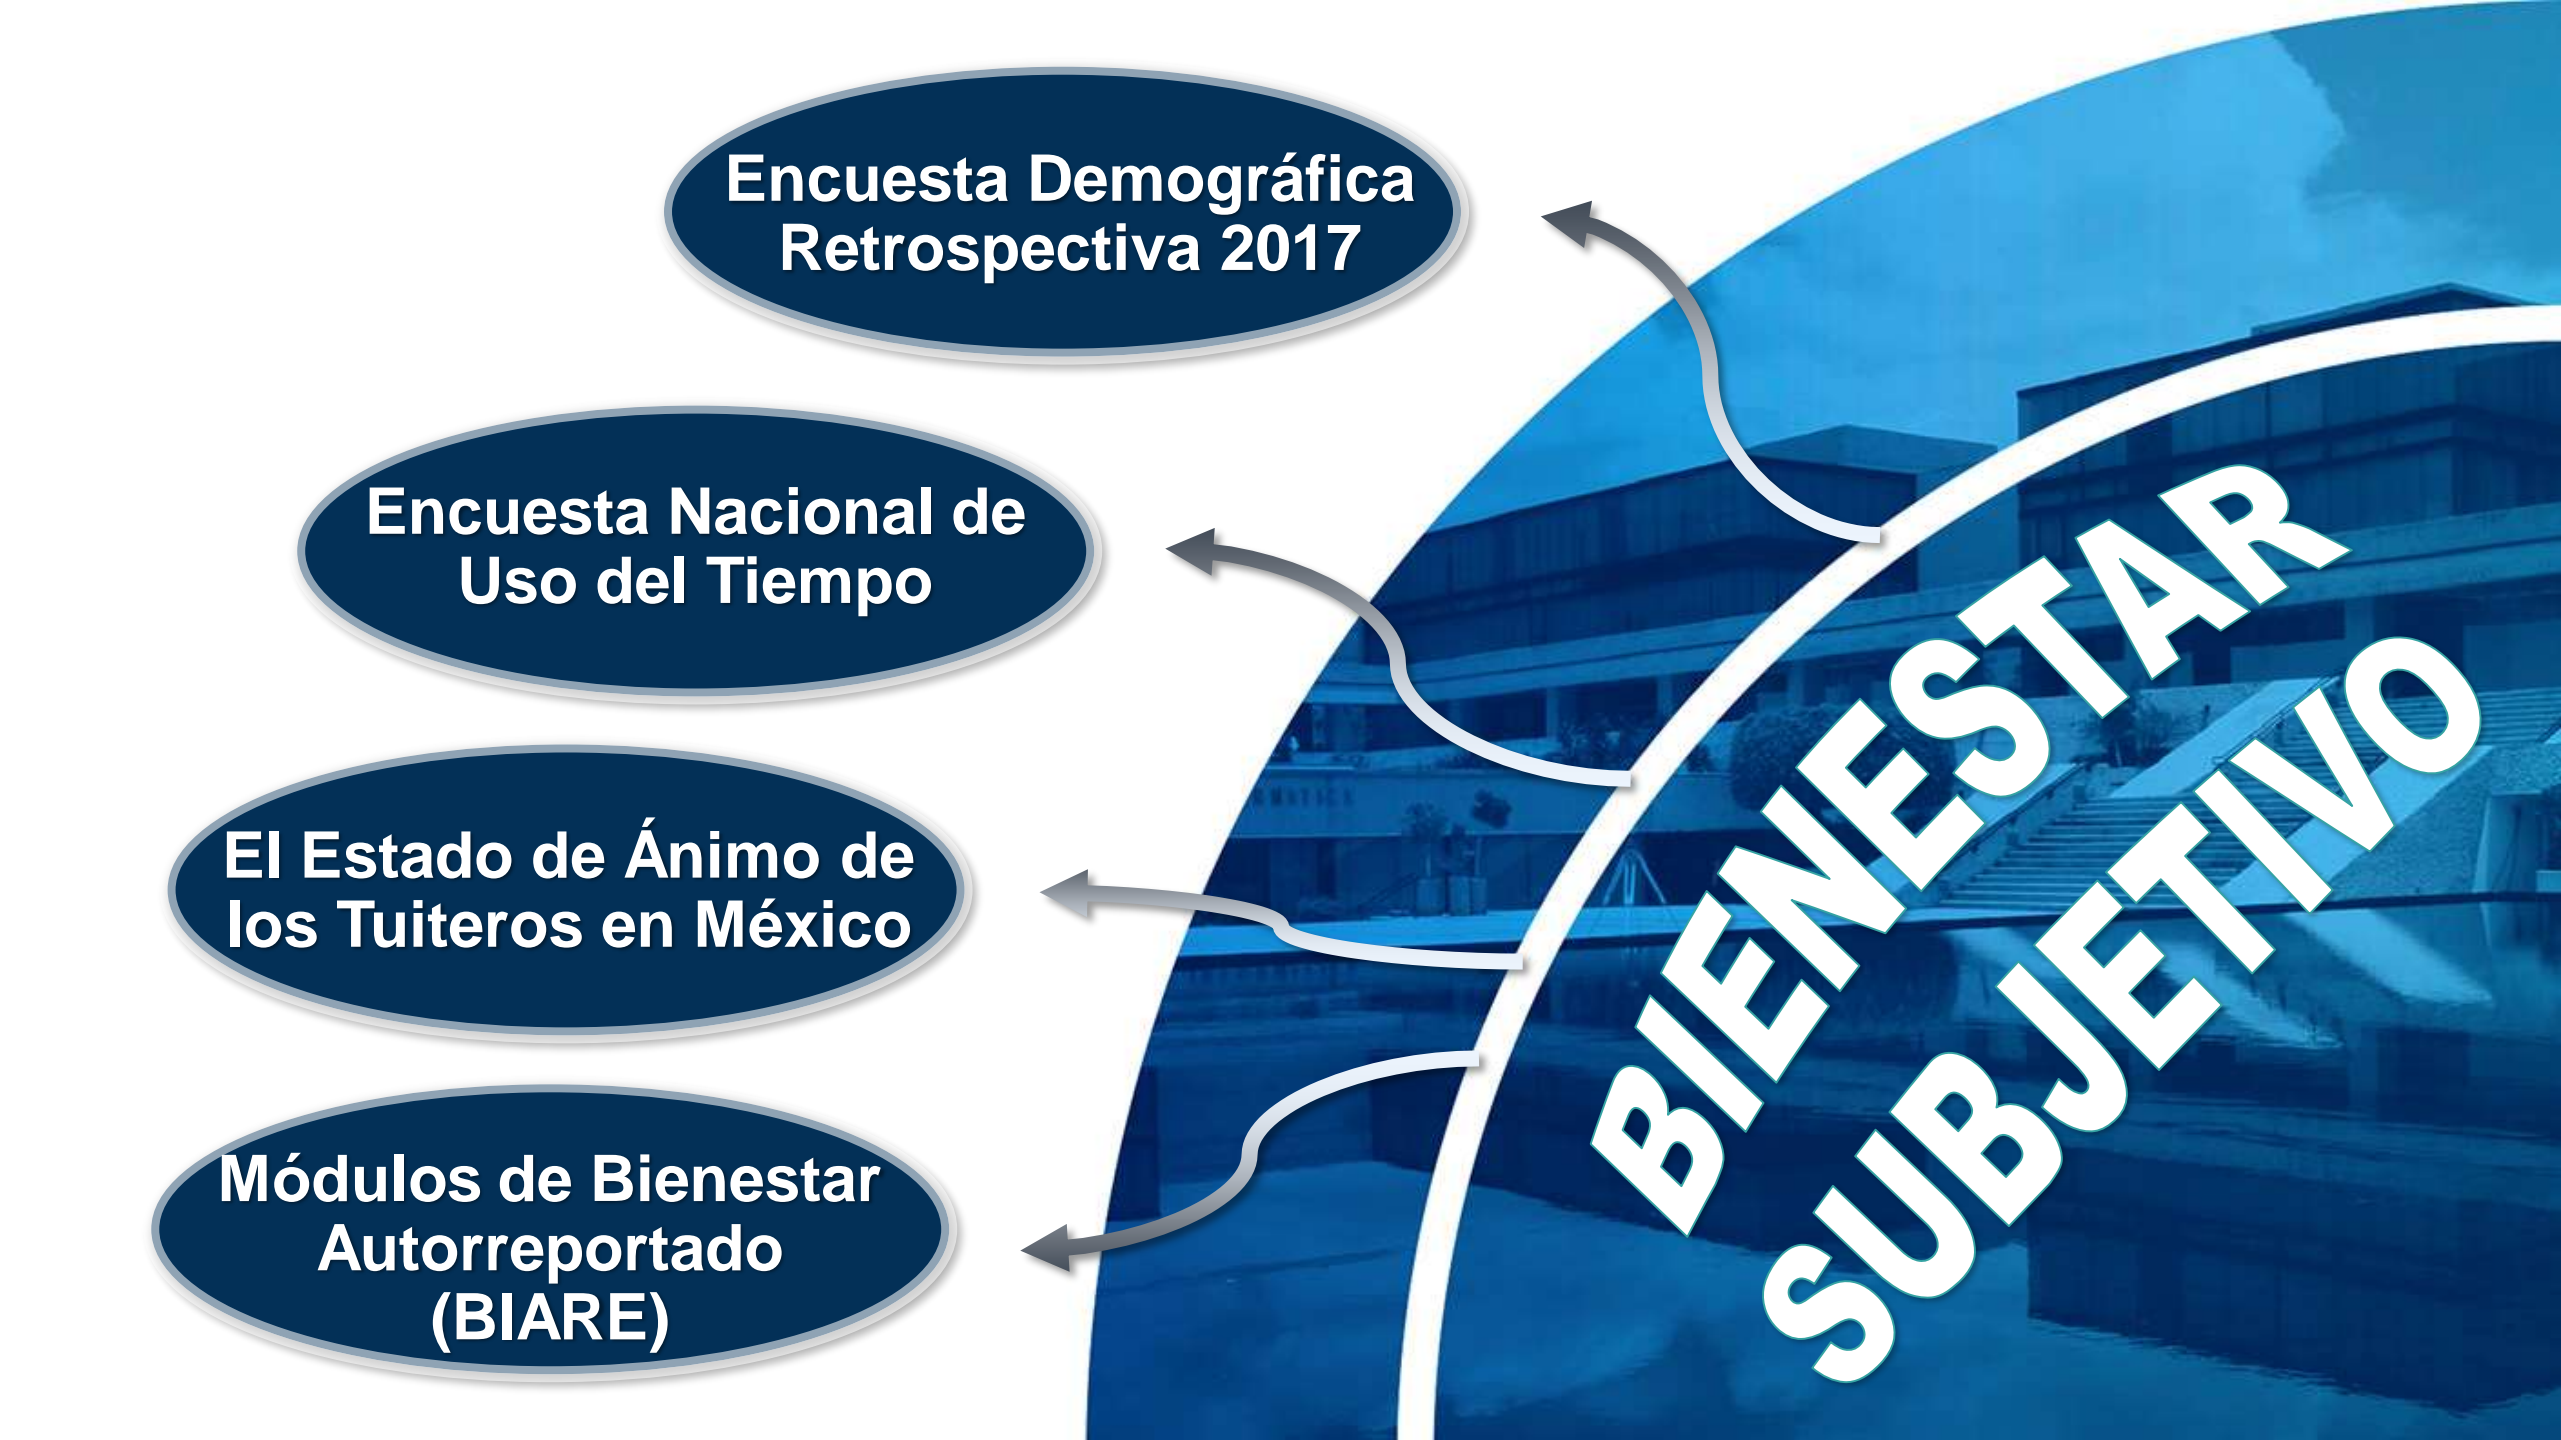 Encuesta Demográfica
Retrospectiva 2017
Encuesta Nacional de
Uso del Tiempo
El Estado de Ánimo de
los Tuiteros en México
Módulos de Bienestar
Autorreportado
(BIARE)
BIENESTAR
SUBJETIVO